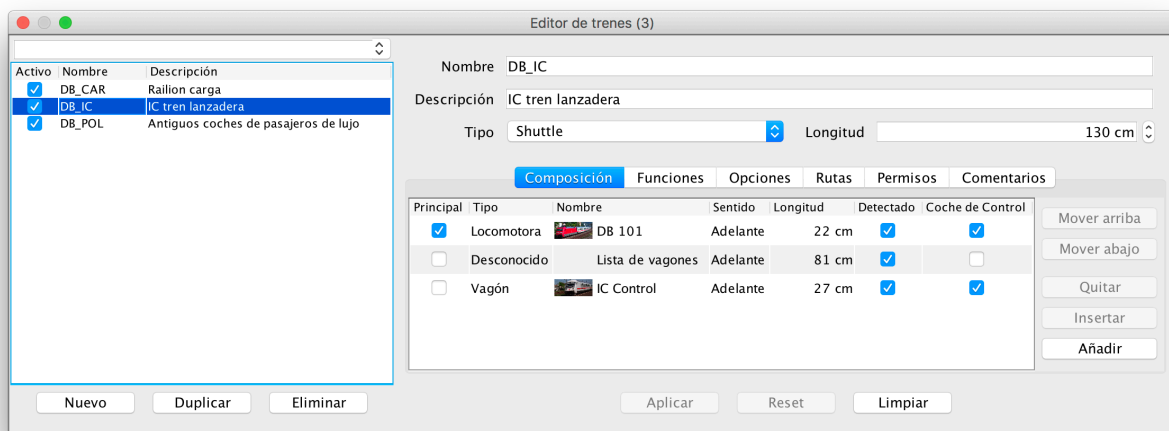 Editor de trenes (3)
Activo Nombre Descripción
DB_CAR Railion carga
DB_IC IC tren lanzadera
DB_POL Antiguos coches de pasajeros de lujo
Nuevo Duplicar Eliminar
Nombre DB_IC
Descripción IC tren lanzadera
Tipo Shuttle Longitud 130 cm
Composición Funciones Opciones Rutas Permisos Comentarios
Principal Tipo Nombre Sentido Longitud Detectado Coche de Control
Locomotora DB 101 Adelante 22 cm
Desconocido Lista de vagones Adelante 81 cm
Vagón IC Control Adelante 27 cm
Mover arriba
Mover abajo
Quitar
Insertar
Añadir
Aplicar Reset Limpiar